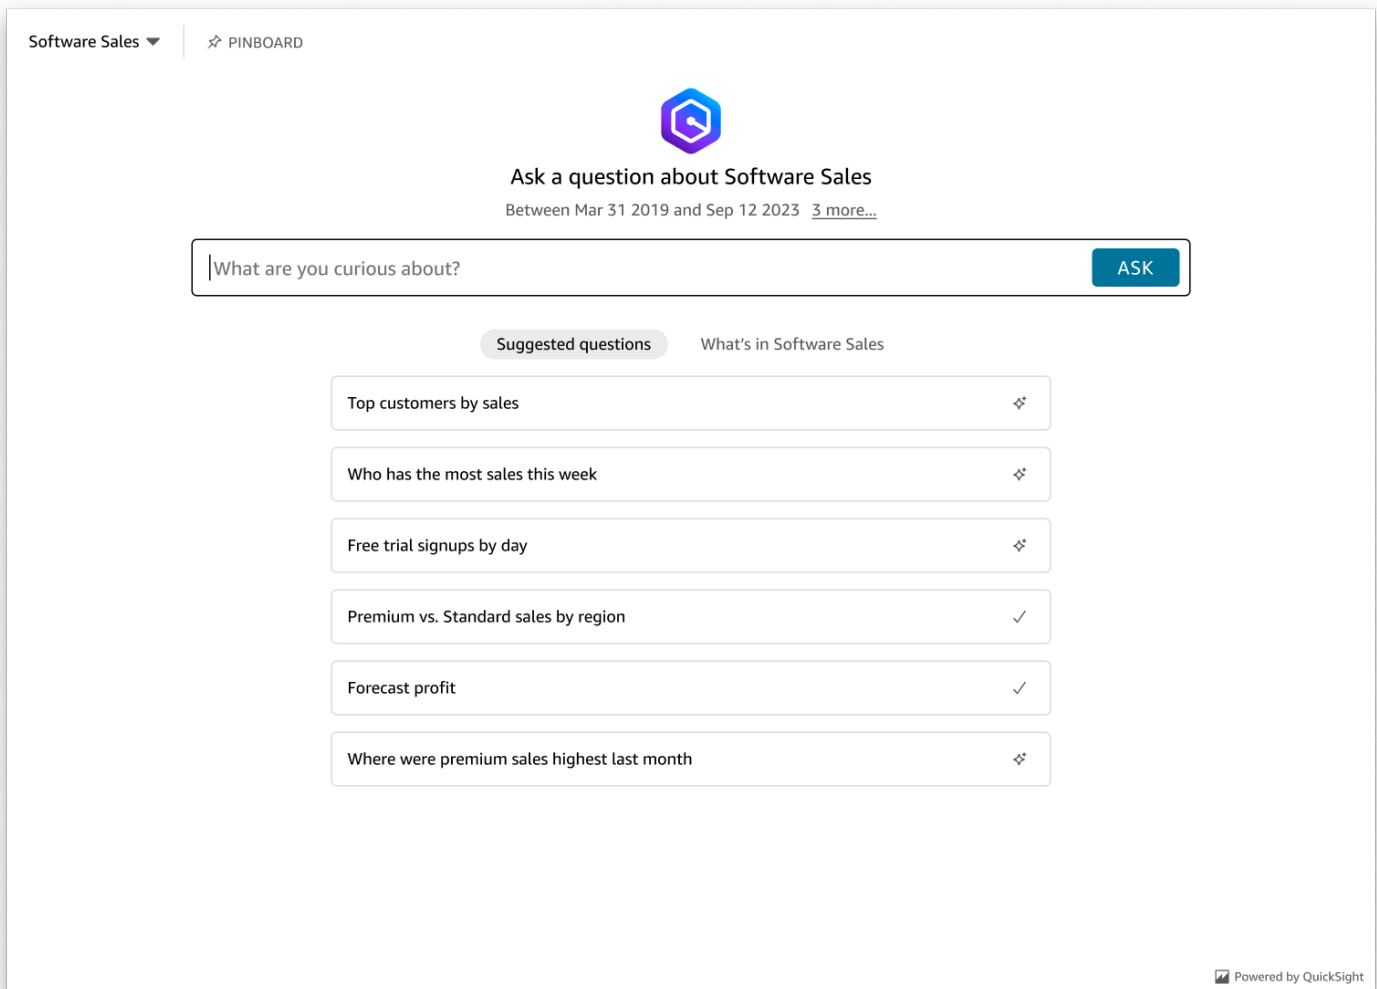 Software Sales
PINBOARD
Ask a question about Software Sales
Between Mar 31 2019 and Sep 12 2023 3 more...
What are you curious about?
ASK
Suggested questions
What's in Software Sales
Top customers by sales
Who has the most sales this week
Free trial signups by day
Premium vs. Standard sales by region
Forecast profit
Where were premium sales highest last month
Powered by QuickSight